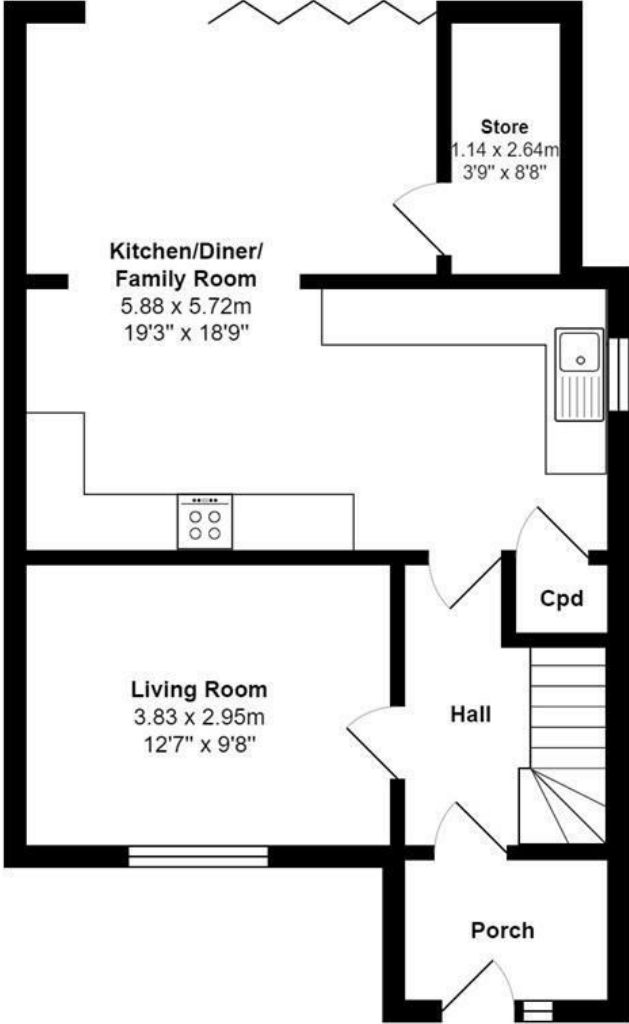 Store
1.14 x 2.64m
3'9" x 8'8"
Kitchen/Diner/
Family Room
5.88 x 5.72m
19'3" x 18'9"
Cpd
Living Room
3.83 x 2.95m
12'7" x 9'8"
Hall
Porch